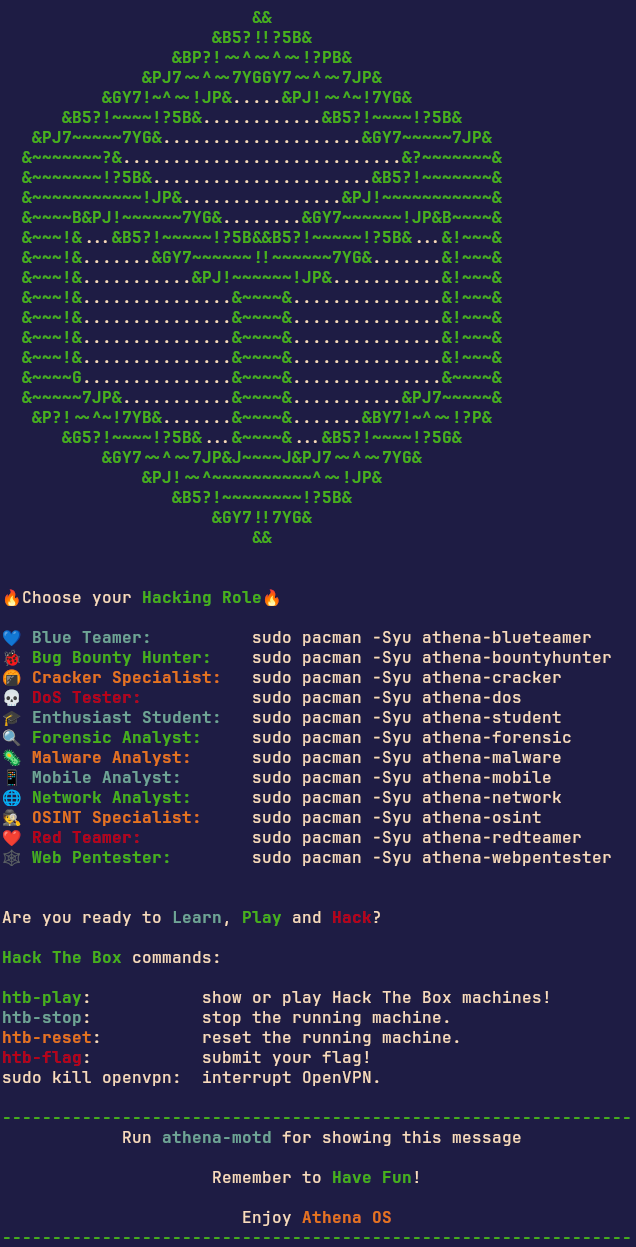 &&
&B5?!!?5B&
&BP?!~~^~~^~~!?PB&
&PJ7~~^~~7YGGY7~~^~~7JP&
&GY7!~^~~!JP&.....&PJ!~~^~!7YG&
&B5?!~~~~!?5B&............&B5?!~~~~!?5B&
&PJ7~~~~~7YG&....................&GY7~~~~~7JP&
&~~~~~~~?&............................&?~~~~~~~&
&~~~~~~~!?5B&......................&B5?!~~~~~~~&
&~~~~~~~~~~~!JP&................&PJ!~~~~~~~~~~~&
&~~~~B&PJ!~~~~~~7YG&........&GY7~~~~~~!JP&B~~~~&
&~~~!&...&B5?!~~~~~!?5B&&B5?!~~~~~!?5B&...&!~~~&
&~~~!&.......&GY7~~~~~~!!~~~~~~7YG&.......&!~~~&
&~~~!&...........&PJ!~~~~~~!JP&...........&!~~~&
&~~~!&...............&~~~~&...............&!~~~&
&~~~!&...............&~~~~&...............&!~~~&
&~~~!&...............&~~~~&...............&!~~~&
&~~~!&...............&~~~~&...............&!~~~&
&~~~~G...............&~~~~&...............&~~~~&
&~~~~~7JP&...........&~~~~&...........&PJ7~~~~~&
&P?!~~^~!7YB&.......&~~~~&.......&BY7!~^~~!?P&
&G5?!~~~~!?5B&...&~~~~&...&B5?!~~~~!?5G&
&GY7~~^~~7JP&J~~~~J&PJ7~~^~~7YG&
&PJ!~~^~~~~~~~~~~^~~!JP&
&B5?!~~~~~~~~!?5B&
&GY7!!7YG&
&&
🔥Choose your Hacking Role🔥
💙 Blue Teamer: sudo pacman -Syu athena-blueteamer
🐞 Bug Bounty Hunter: sudo pacman -Syu athena-bountyhunter
🍘 Cracker Specialist: sudo pacman -Syu athena-cracker
💀 DoS Tester: sudo pacman -Syu athena-dos
🎓 Enthusiast Student: sudo pacman -Syu athena-student
🔍 Forensic Analyst: sudo pacman -Syu athena-forensic
🦠 Malware Analyst: sudo pacman -Syu athena-malware
📱 Mobile Analyst: sudo pacman -Syu athena-mobile
🌐 Network Analyst: sudo pacman -Syu athena-network
🕵️ OSINT Specialist: sudo pacman -Syu athena-osint
❤️ Red Teamer: sudo pacman -Syu athena-redteamer
🕸️ Web Pentester: sudo pacman -Syu athena-webpentester
Are you ready to Learn, Play and Hack?
Hack The Box commands:
htb-play: show or play Hack The Box machines!
htb-stop: stop the running machine.
htb-reset: reset the running machine.
htb-flag: submit your flag!
sudo kill openvpn: interrupt OpenVPN.
---------------------------------------------------------------
Run athena-motd for showing this message
Remember to Have Fun!
Enjoy Athena OS
---------------------------------------------------------------